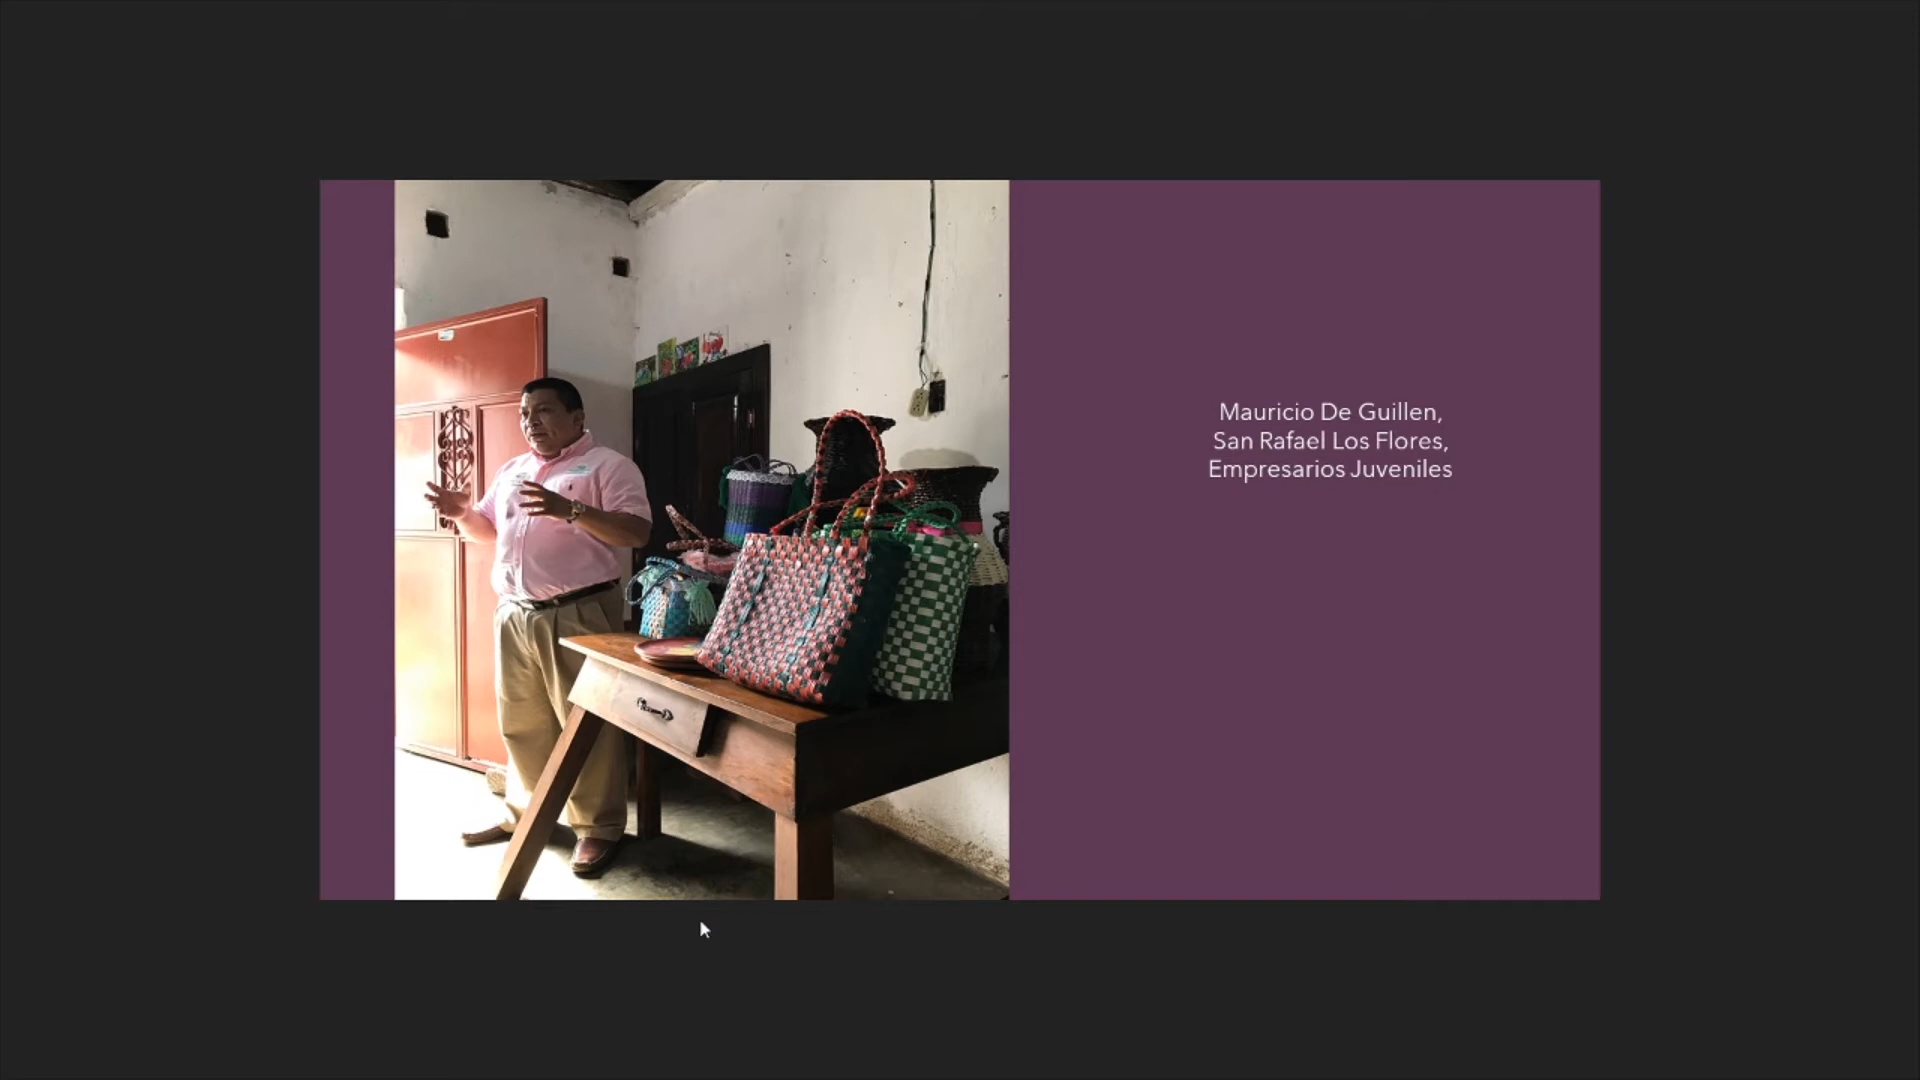 Mauricio De Guillen,
San Rafael Los Flores,
Empresarios Juveniles